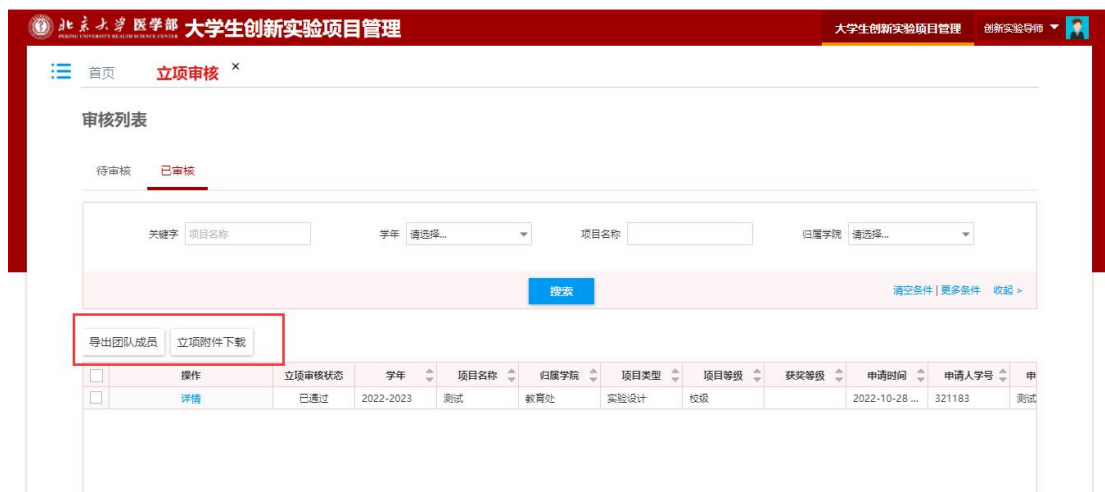 北京大学 医学部 大学生创新实验项目管理 大学生创新实验项目管理 创新实验导师
PEKING UNIVERSITY HEALTH SCIENCE CENTER
首页 立项审核 ×
审核列表
待审核 已审核
关键字 项目名称 学年 请选择... 项目名称 归属学院 请选择...
搜索 清空条件 | 更多条件 收起 >
导出团队成员 立项附件下载
操作 立项审核状态 学年 项目名称 归属学院 项目类型 项目等级 获奖等级 申请时间 申请人学号 申
详情 已通过 2022-2023 测试 教育处 实验设计 校级 2022-10-28 ... 321183 测试